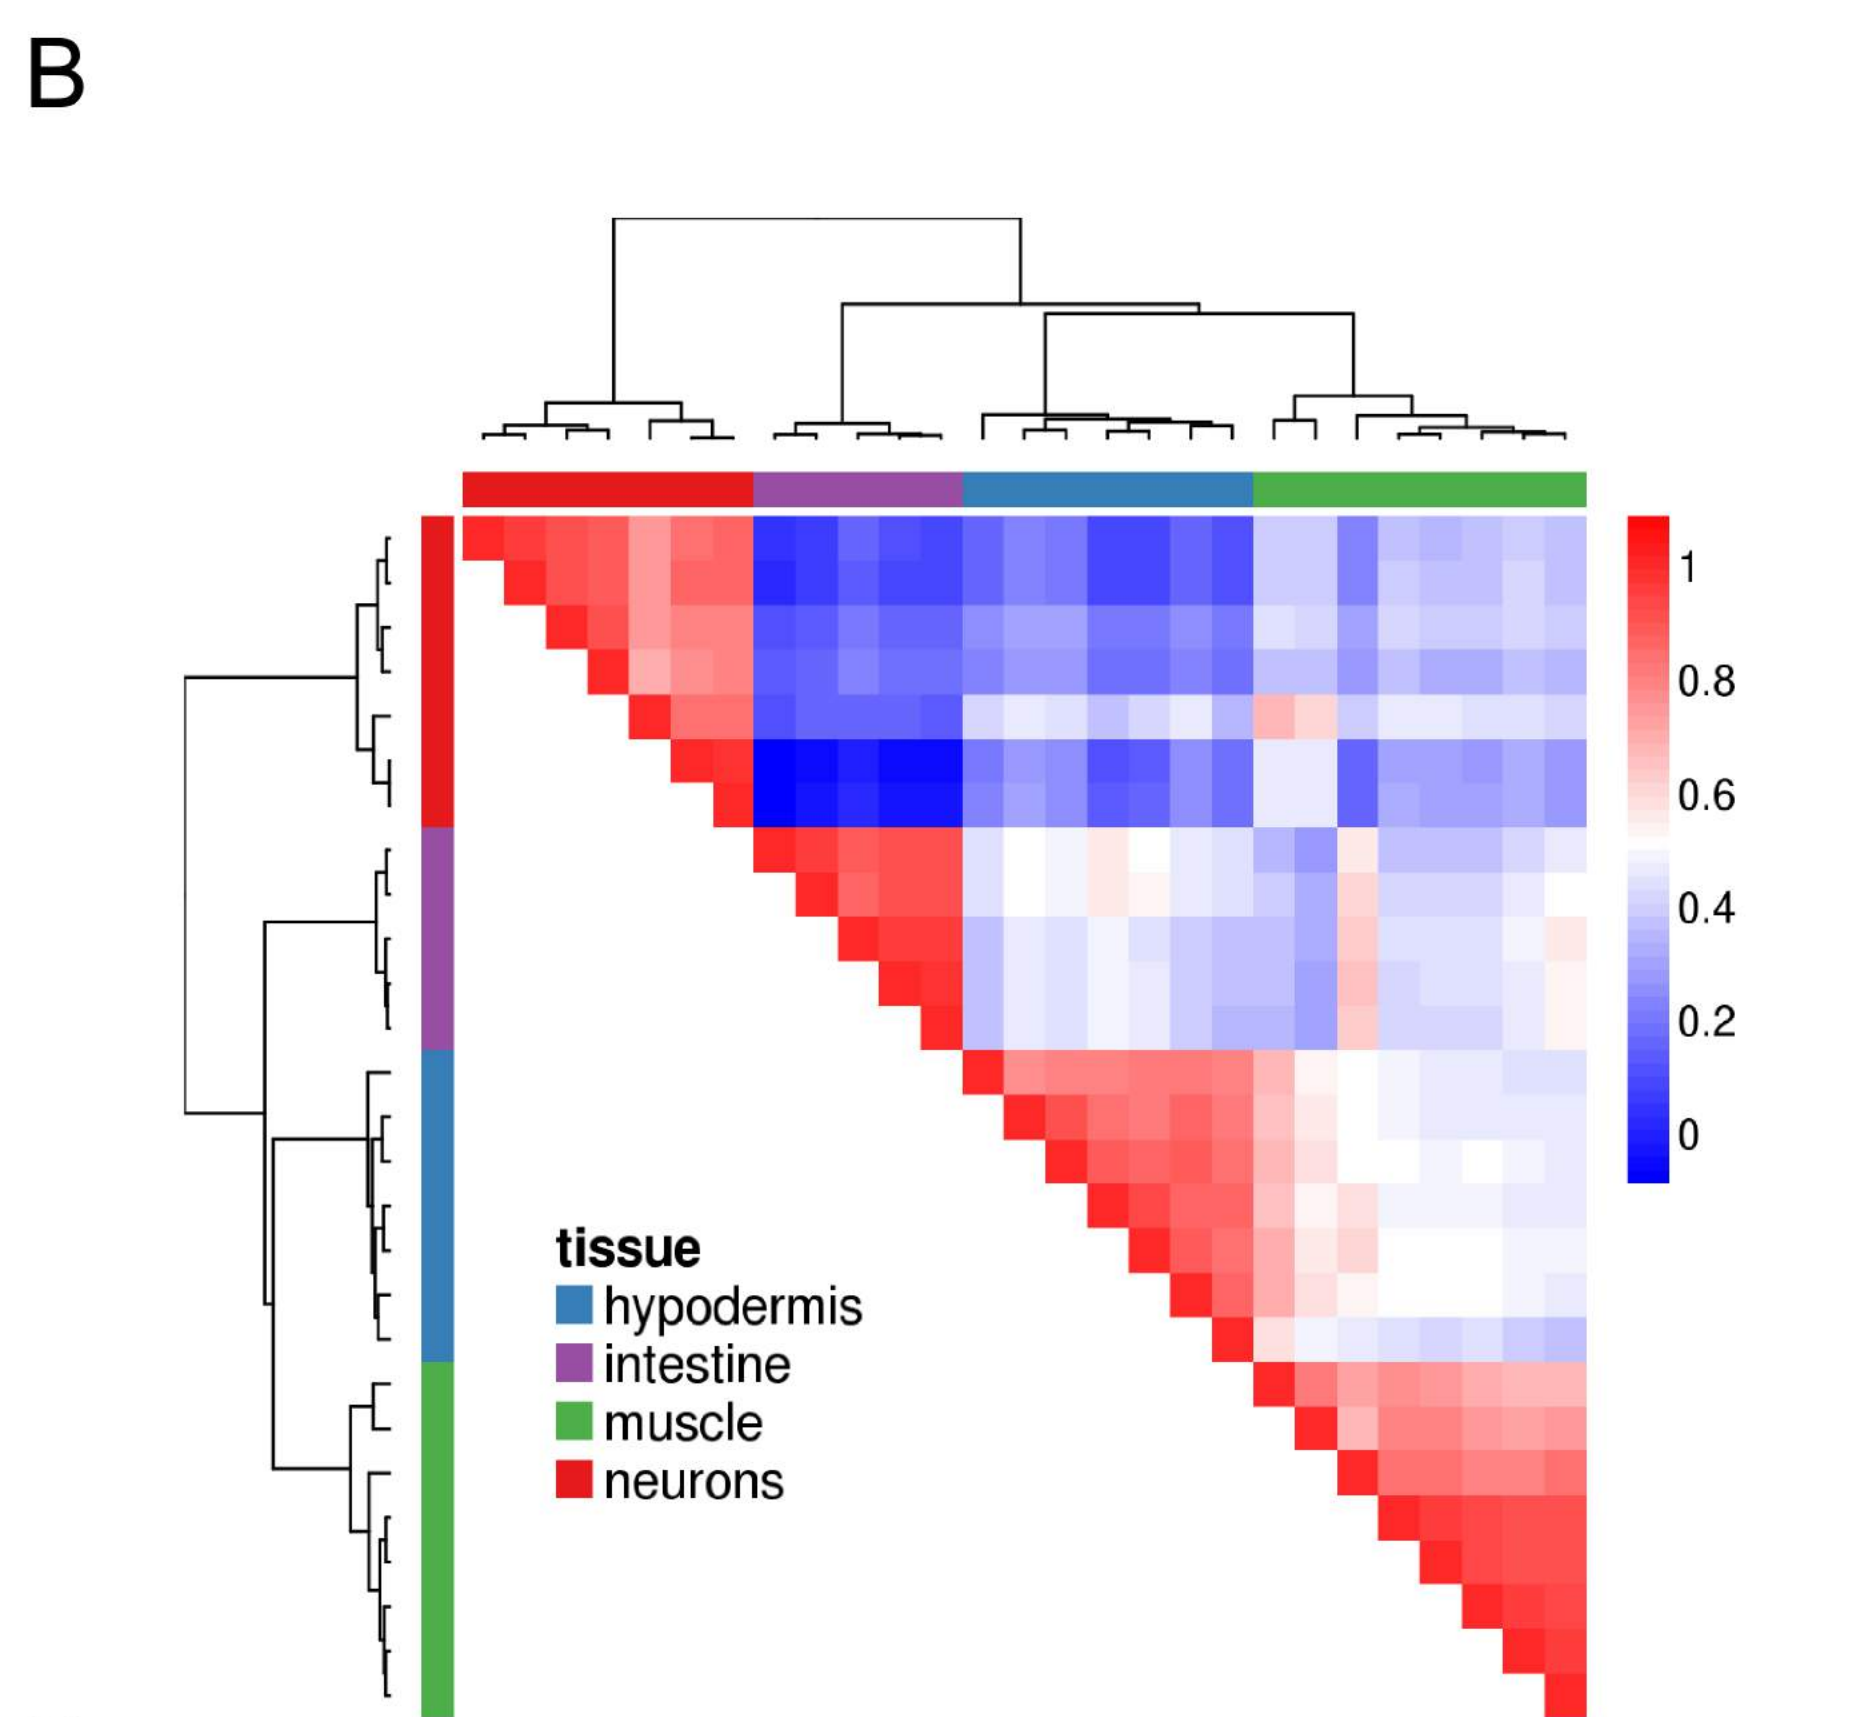 B
1
0.8
0.6
0.4
0.2
0
tissue
hypodermis
intestine
muscle
neurons